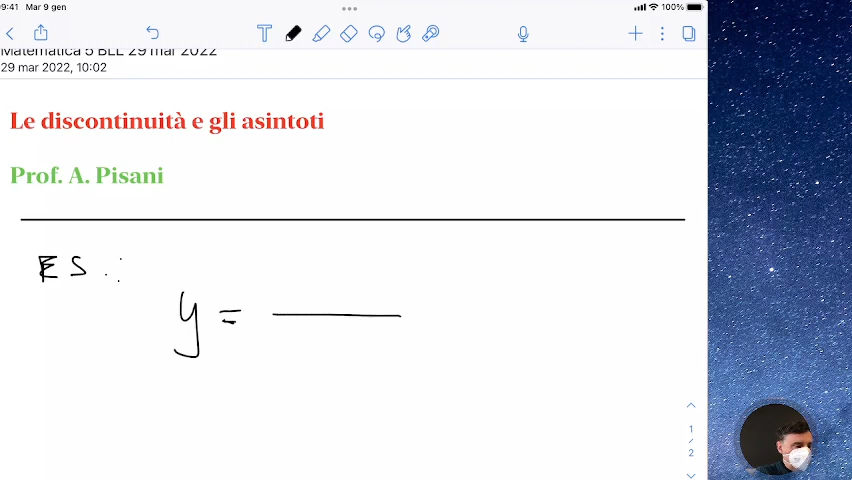 9:41 Mar 9 gen 100%
Matematica 5 BLL 29 mar 2022
29 mar 2022, 10:02
Le discontinuità e gli asintoti
Prof. A. Pisani
ES.:
y =
1
/
2